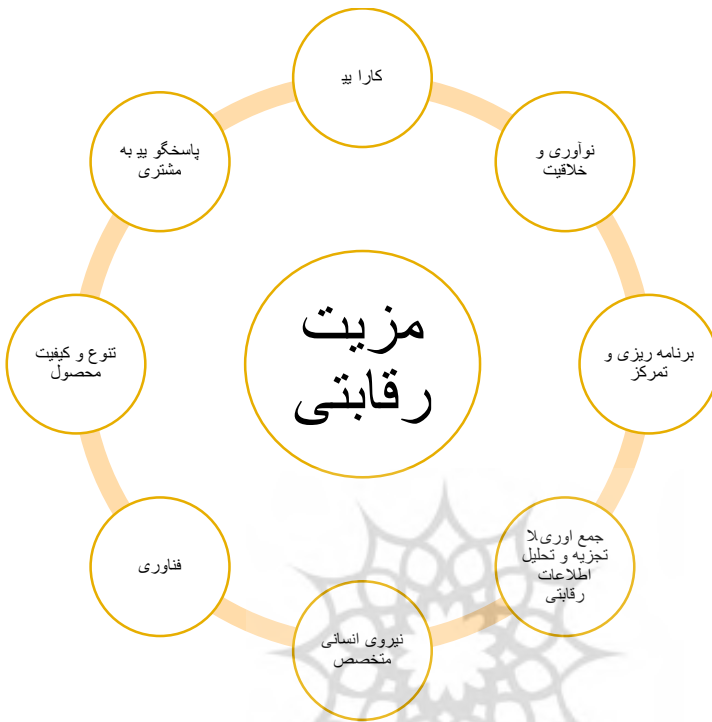 کارا یی
نوآوری و
خلاقیت
برنامه ریزی و
تمرکز
جمع اوری،لا
تجزیه و تحلیل
اطلاعات
رقابتی
نیروی انسانی
متخصص
فناوری
تنوع و کیفیت
محصول
پاسخگو یی به
مشتری
مزیت
رقابتی